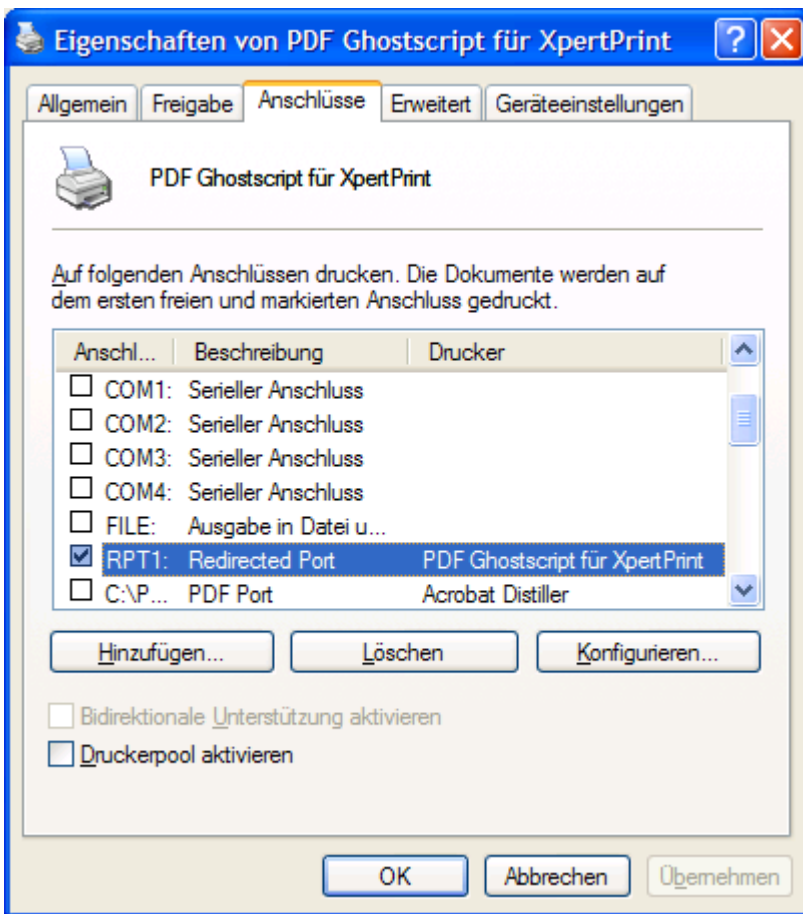 Eigenschaften von PDF Ghostscript für XpertPrint
Allgemein Freigabe Anschlüsse Erweitert Geräteeinstellungen
PDF Ghostscript für XpertPrint
Auf folgenden Anschlüssen drucken. Die Dokumente werden auf
dem ersten freien und markierten Anschluss gedruckt.
Anschl... Beschreibung Drucker
COM1: Serieller Anschluss
COM2: Serieller Anschluss
COM3: Serieller Anschluss
COM4: Serieller Anschluss
FILE: Ausgabe in Datei u...
RPT1: Redirected Port PDF Ghostscript für XpertPrint
C:\P... PDF Port Acrobat Distiller
Hinzufügen... Löschen Konfigurieren...
Bidirektionale Unterstützung aktivieren
Druckerpool aktivieren
OK Abbrechen Übernehmen